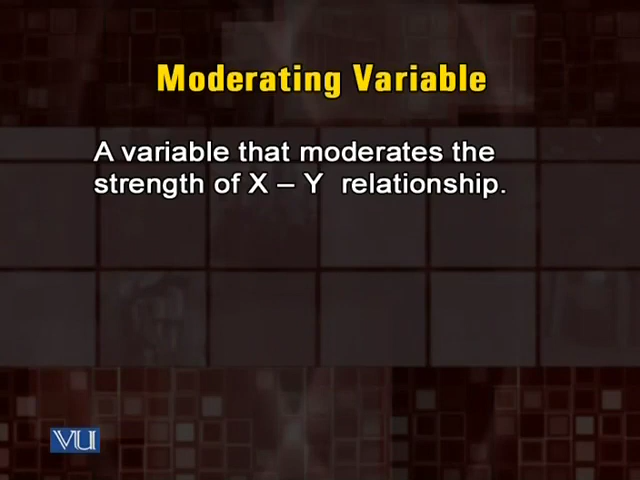 Moderating Variable
A variable that moderates the
strength of X – Y relationship.
VU